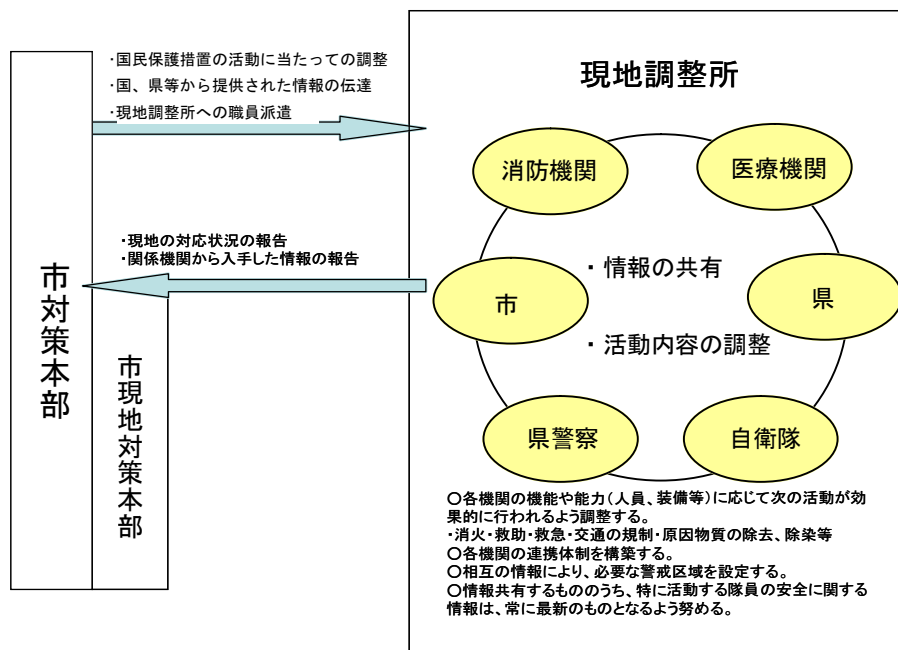 ・国民保護措置の活動に当たっての調整
・国、県等から提供された情報の伝達
・現地調整所への職員派遣
・現地の対応状況の報告
・関係機関から入手した情報の報告
市対策本部
市現地対策本部
現地調整所
消防機関
医療機関
・情報の共有
市
県
・活動内容の調整
県警察
自衛隊
○各機関の機能や能力(人員、装備等)に応じて次の活動が効
果的に行われるよう調整する。
・消火・救助・救急・交通の規制・原因物質の除去、除染等
○各機関の連携体制を構築する。
○相互の情報により、必要な警戒区域を設定する。
○情報共有するもののうち、特に活動する隊員の安全に関する
情報は、常に最新のものとなるよう努める。